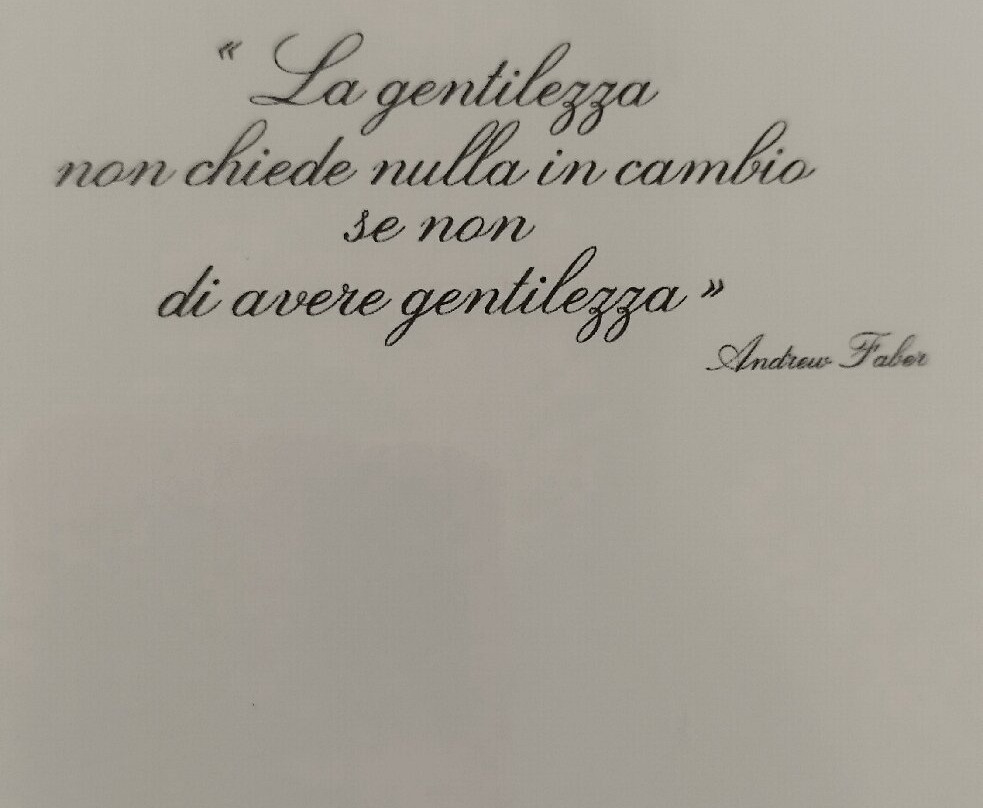 « La gentilezza
non chiede nulla in cambio
se non
di avere gentilezza »
Andrew Faber